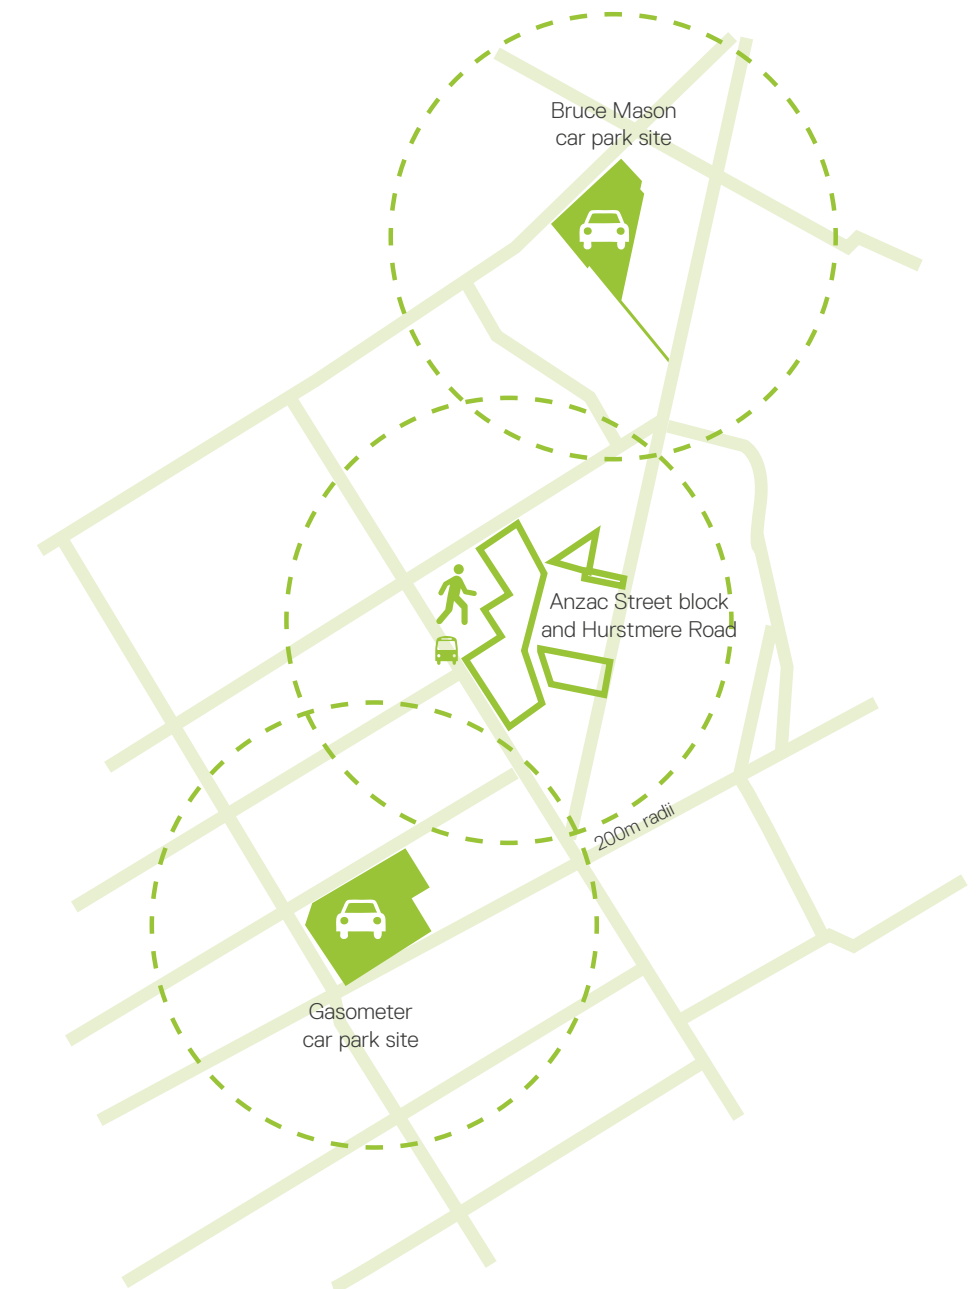 Bruce Mason
car park site
Anzac Street block
and Hurstmere Road
200m radii
Gasometer
car park site